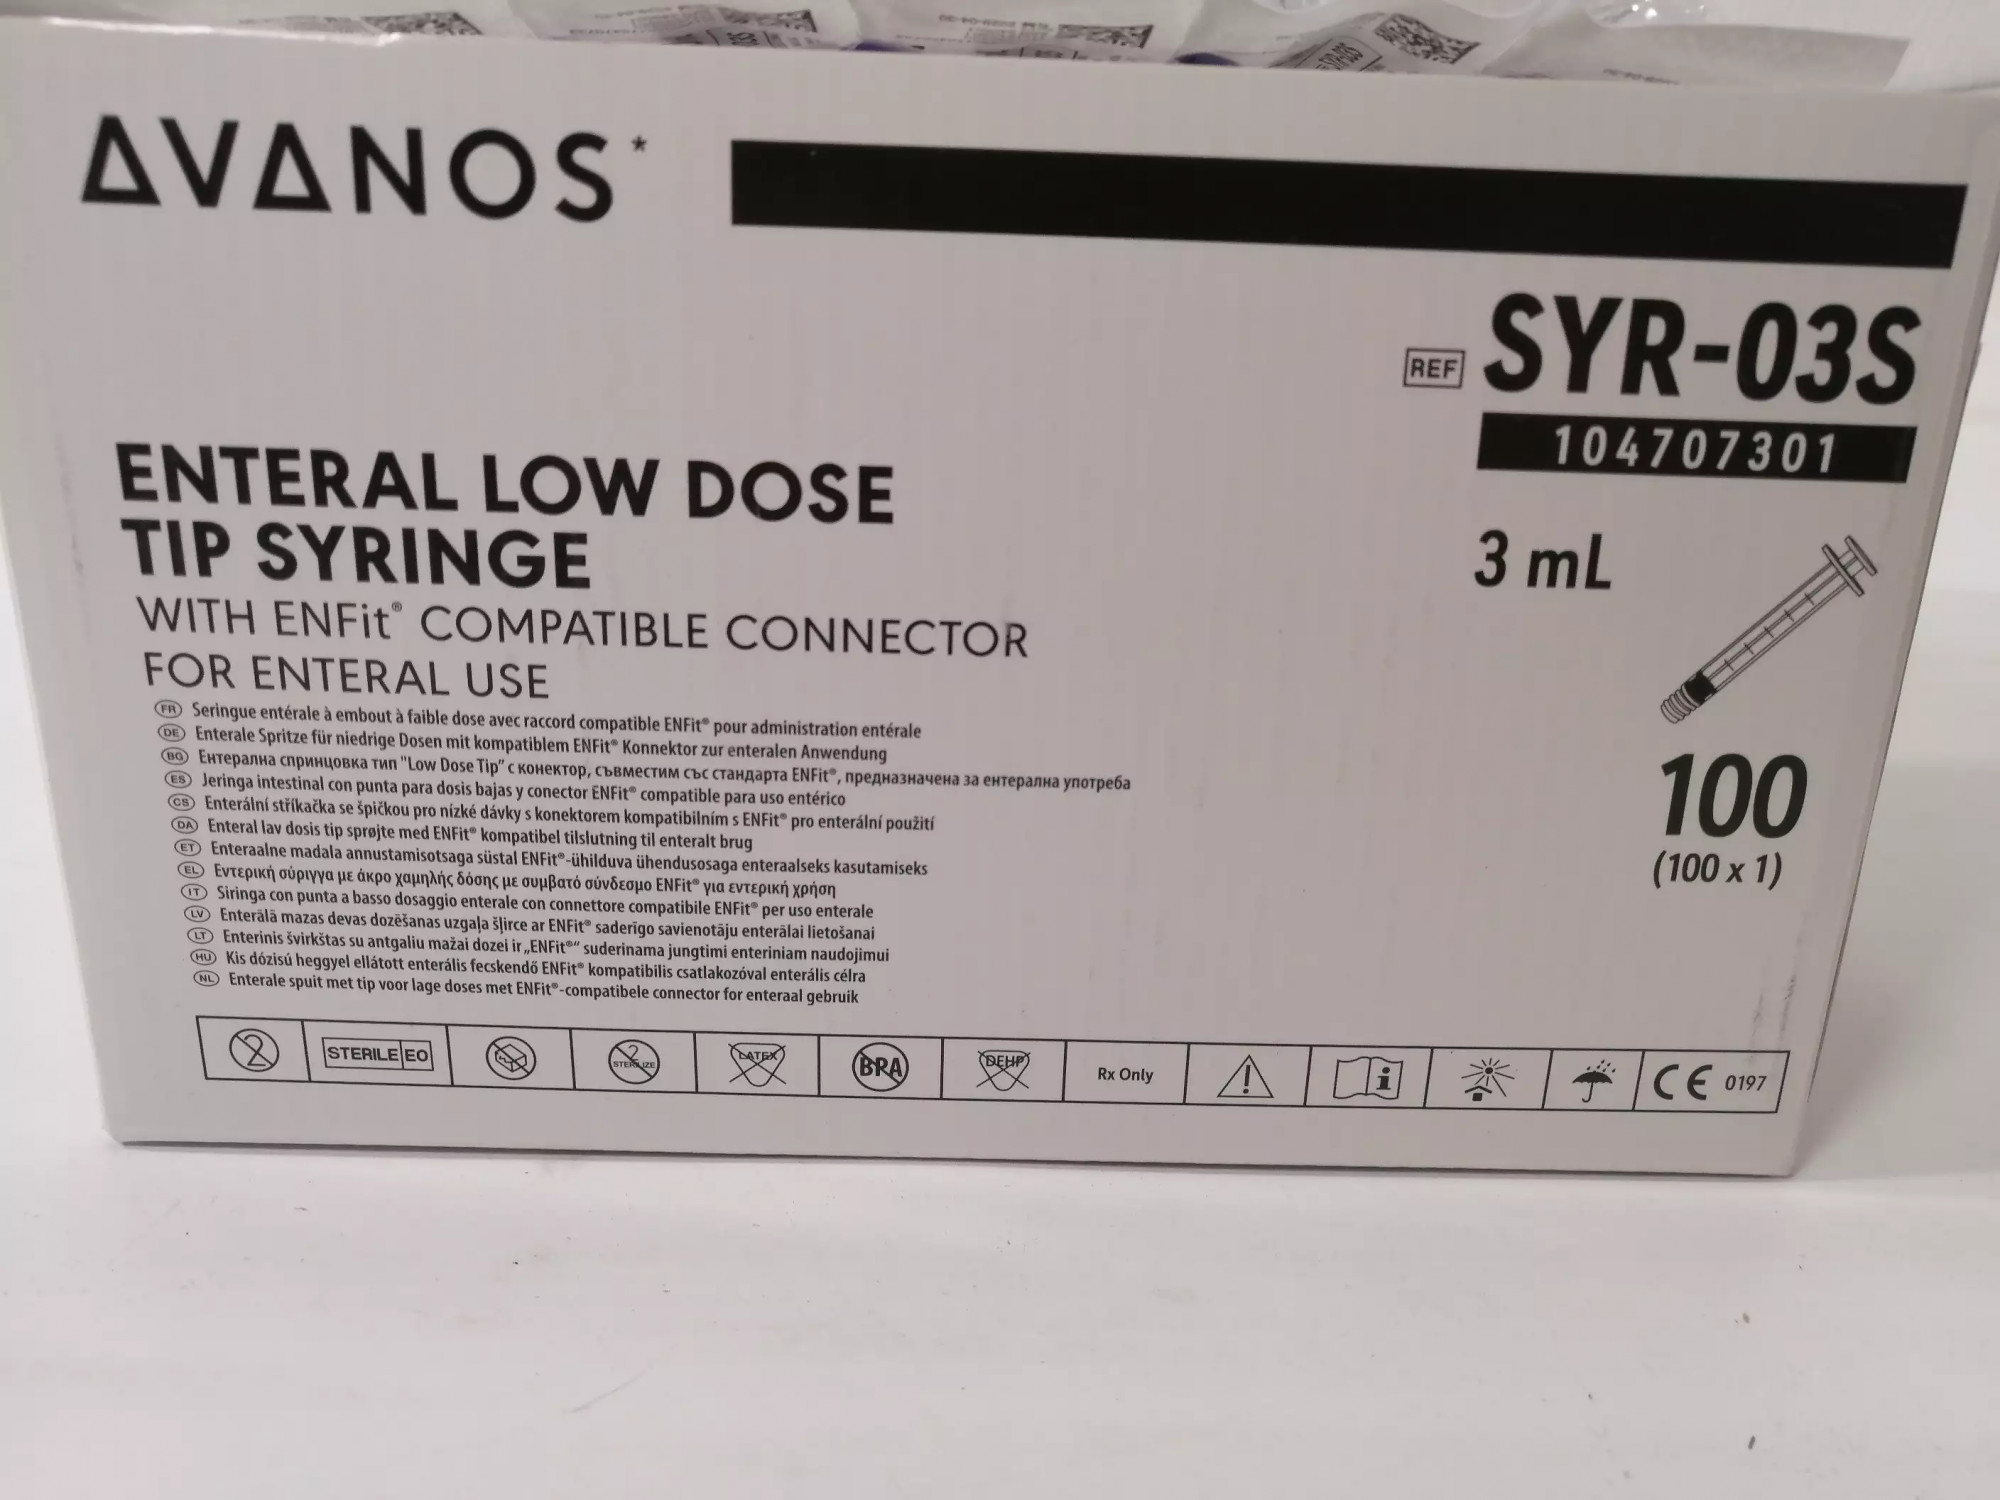 AVANOS*
REF SYR-03S
104707301
3 mL
100
(100 x 1)
ENTERAL LOW DOSE
TIP SYRINGE
WITH ENFit® COMPATIBLE CONNECTOR
FOR ENTERAL USE
FR Seringue entérale à embout à faible dose avec raccord compatible ENFit® pour administration entérale
DE Enterale Spritze für niedrige Dosen mit kompatiblem ENFit® Konnektor zur enteralen Anwendung
BG Ентерална спринцовка тип "Low Dose Tip" с конектор, съвместим със стандарта ENFit®, предназначена за ентерална употреба
ES Jeringa intestinal con punta para dosis bajas y conector ENFit® compatible para uso entérico
CS Enterální stříkačka se špičkou pro nízké dávky s konektorem kompatibilním s ENFit® pro enterální použití
DA Enteral lav dosis tip sprøjte med ENFit® kompatibel tilslutning til enteralt brug
ET Enteraalne madala annustamisotsaga süstal ENFit®-ühilduva ühendusosaga enteraalseks kasutamiseks
EL Εντερική σύριγγα με άκρο χαμηλής δόσης με συμβατό σύνδεσμο ENFit® για εντερική χρήση
IT Siringa con punta a basso dosaggio enterale con connettore compatibile ENFit® per uso enterale
LV Enterālā mazas devas dozēšanas uzgaļa šļirce ar ENFit® saderīgo savienotāju enterālai lietošanai
LT Enterinis švirkštas su antgaliu mažai dozei ir „ENFit®“ suderinama jungtimi enteriniam naudojimui
HU Kis dózisú heggyel ellátott enterális fecskendő ENFit® kompatibilis csatlakozóval enterális célra
NL Enterale spuit met tip voor lage doses met ENFit®-compatibele connector for enteraal gebruik
2 STERILE EO 2 STERILIZE LATEX BPA DEHP Rx Only ! i CE 0197